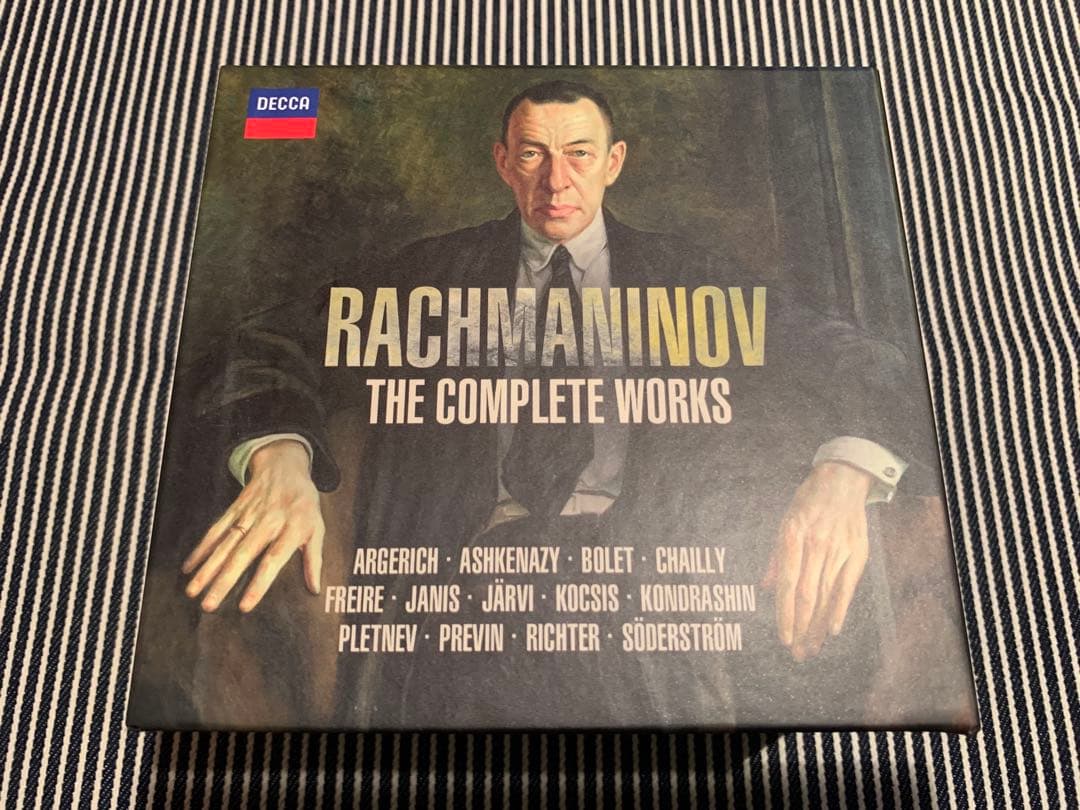 DECCA
RACHMANINOV
THE COMPLETE WORKS
ARGERICH · ASHKENAZY · BOLET · CHAILLY
FREIRE · JANIS · JÄRVI · KOCSIS · KONDRASHIN
PLETNEV · PREVIN · RICHTER · SÖDERSTRÖM